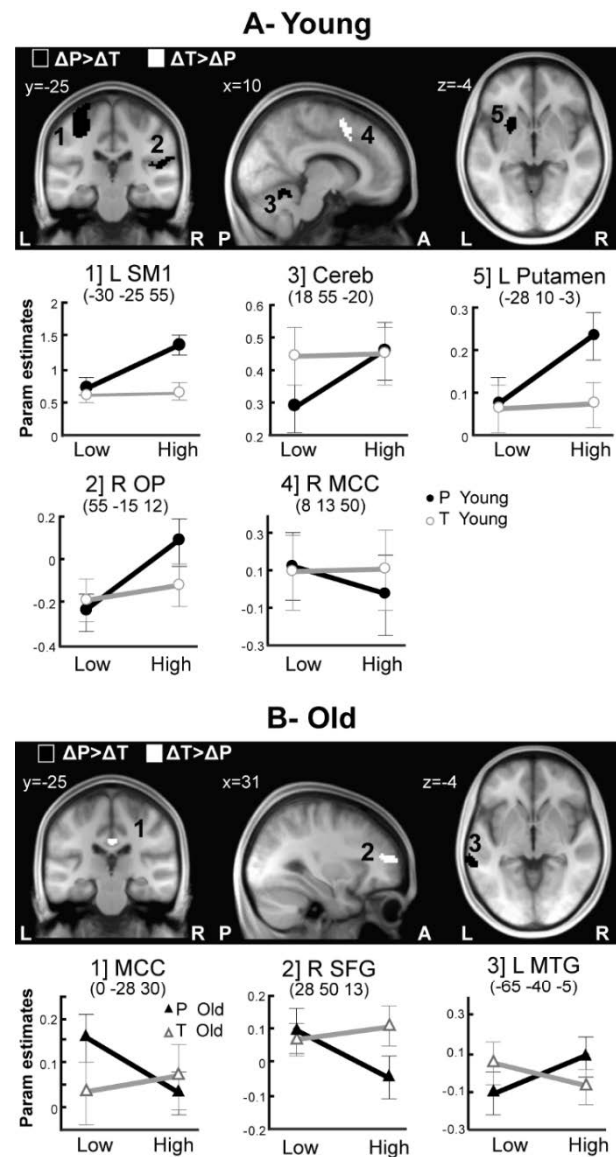 A- Young
ΔP>ΔT ΔT>ΔP
y=-25 x=10 z=-4
1 2 3 4 5
L R P A L R
1] L SM1 3] Cereb 5] L Putamen
(-30 -25 55) (18 55 -20) (-28 10 -3)
Param estimates
2
1.5
1
0.5
0
Low High
0.6
0.5
0.4
0.3
0.2
Low High
0.3
0.2
0.1
0
Low High
2] R OP 4] R MCC
(55 -15 12) (8 13 50)
P Young
T Young
0.2
0
-0.2
-0.4
Low High
0.3
0.1
-0.1
-0.3
Low High
B- Old
ΔP>ΔT ΔT>ΔP
y=-25 x=31 z=-4
1 2 3
L R P A L R
1] MCC 2] R SFG 3] L MTG
(0 -28 30) (28 50 13) (-65 -40 -5)
P Old
T Old
Param estimates
0.2
0.1
0
Low High
0.2
0.1
0
-0.1
-0.2
Low High
0.3
0.1
-0.1
-0.3
Low High